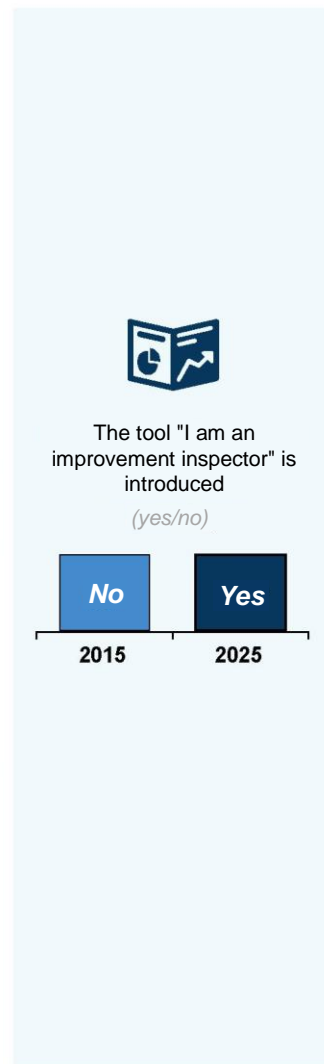 The tool "I am an
improvement inspector" is
introduced
(yes/no)
No Yes
2015 2025